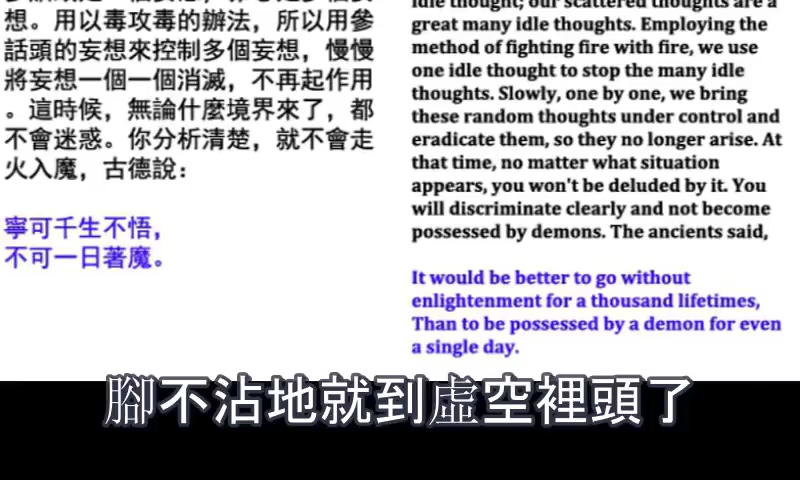 想。用以毒攻毒的辦法，所以用參
話頭的妄想來控制多個妄想，慢慢
將妄想一個一個消滅，不再起作用
。這時候，無論什麼境界來了，都
不會迷惑。你分析清楚，就不會走
火入魔，古德說：
寧可千生不悟，
不可一日著魔。
idle thought; our scattered thoughts are a
great many idle thoughts. Employing the
method of fighting fire with fire, we use
one idle thought to stop the many idle
thoughts. Slowly, one by one, we bring
these random thoughts under control and
eradicate them, so they no longer arise. At
that time, no matter what situation
appears, you won't be deluded by it. You
will discriminate clearly and not become
possessed by demons. The ancients said,
It would be better to go without
enlightenment for a thousand lifetimes,
Than to be possessed by a demon for even
a single day.
腳不沾地就到虛空裡頭了